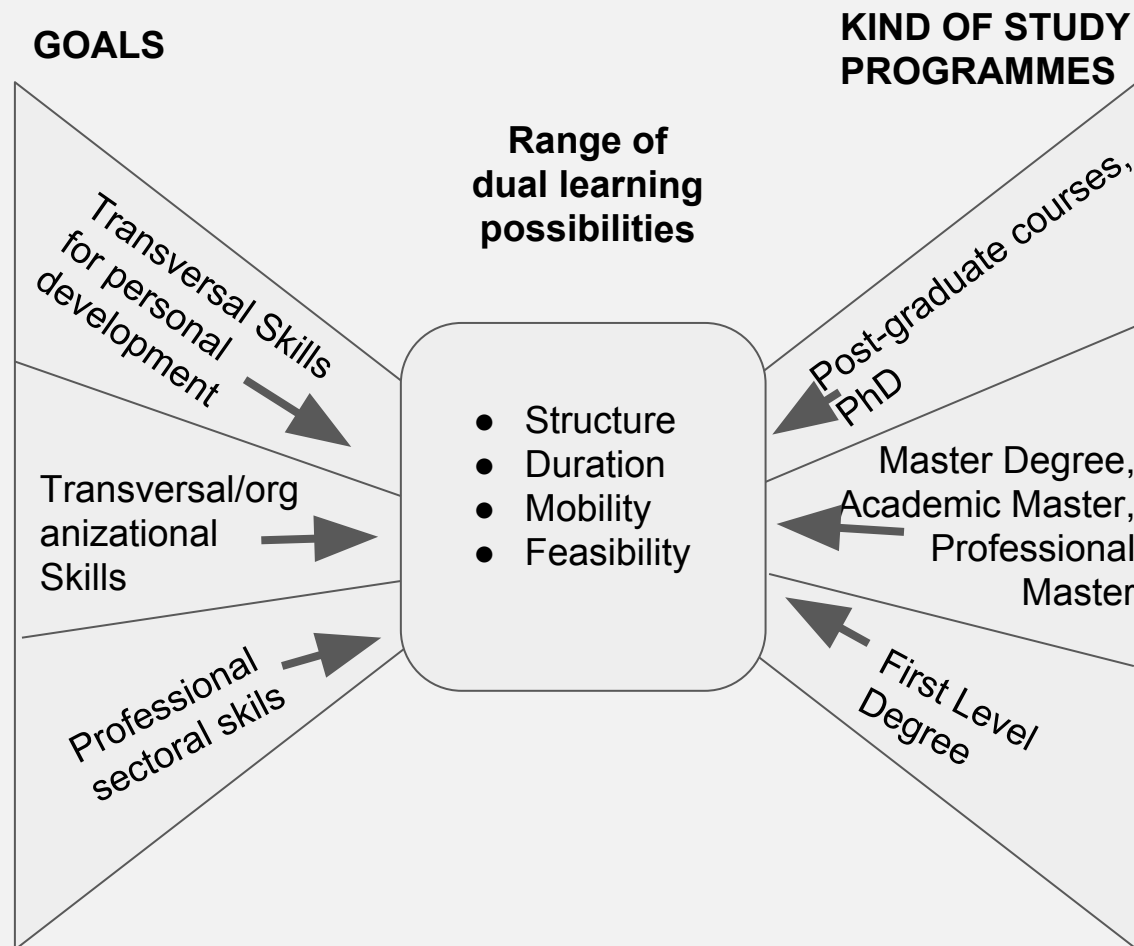 GOALS
KIND OF STUDY
PROGRAMMES
Range of
dual learning
possibilities
Transversal Skills
for personal
development
Transversal/org
anizational
Skills
Professional
sectoral skils
● Structure
● Duration
● Mobility
● Feasibility
Post-graduate courses,
PhD
Master Degree,
Academic Master,
Professional
Master
First Level
Degree